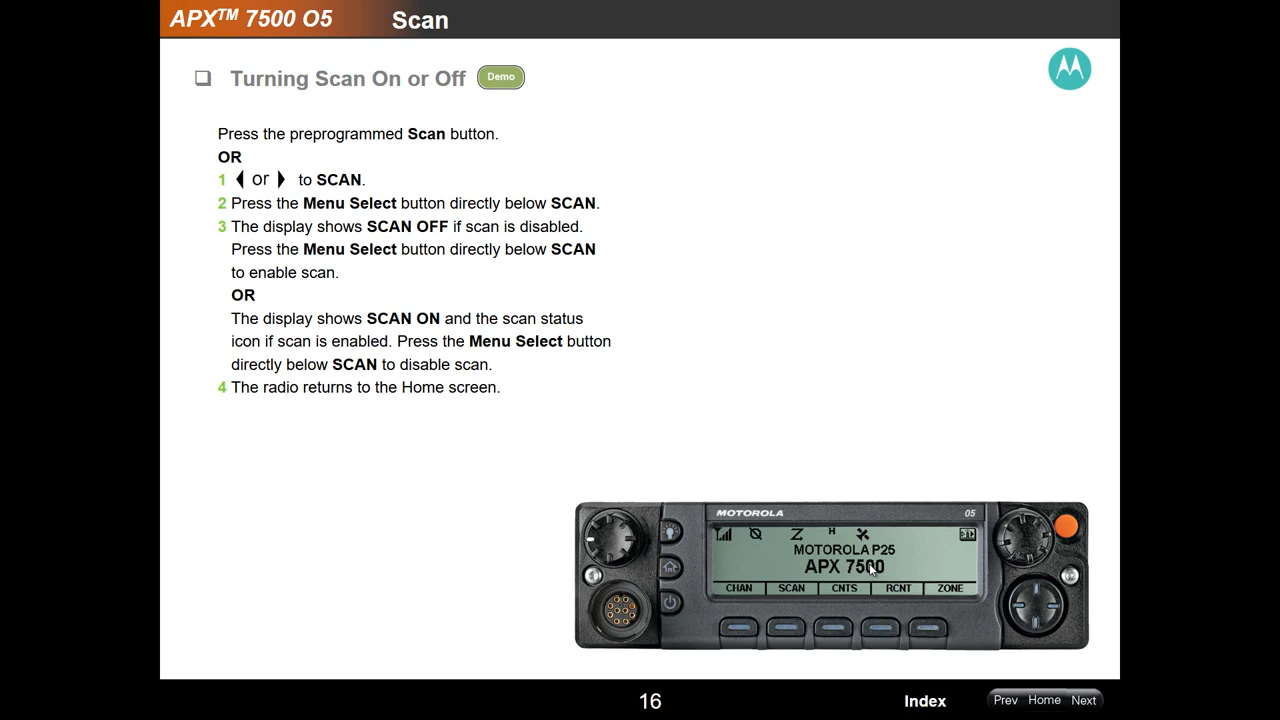 APX™ 7500 O5 Scan
Turning Scan On or Off Demo
Press the preprogrammed Scan button.
OR
1 or to SCAN.
2 Press the Menu Select button directly below SCAN.
3 The display shows SCAN OFF if scan is disabled.
Press the Menu Select button directly below SCAN
to enable scan.
OR
The display shows SCAN ON and the scan status
icon if scan is enabled. Press the Menu Select button
directly below SCAN to disable scan.
4 The radio returns to the Home screen.
MOTOROLA 05
H
MOTOROLA P25
APX 7500
CHAN SCAN CNTS RCNT ZONE
16 Index Prev Home Next